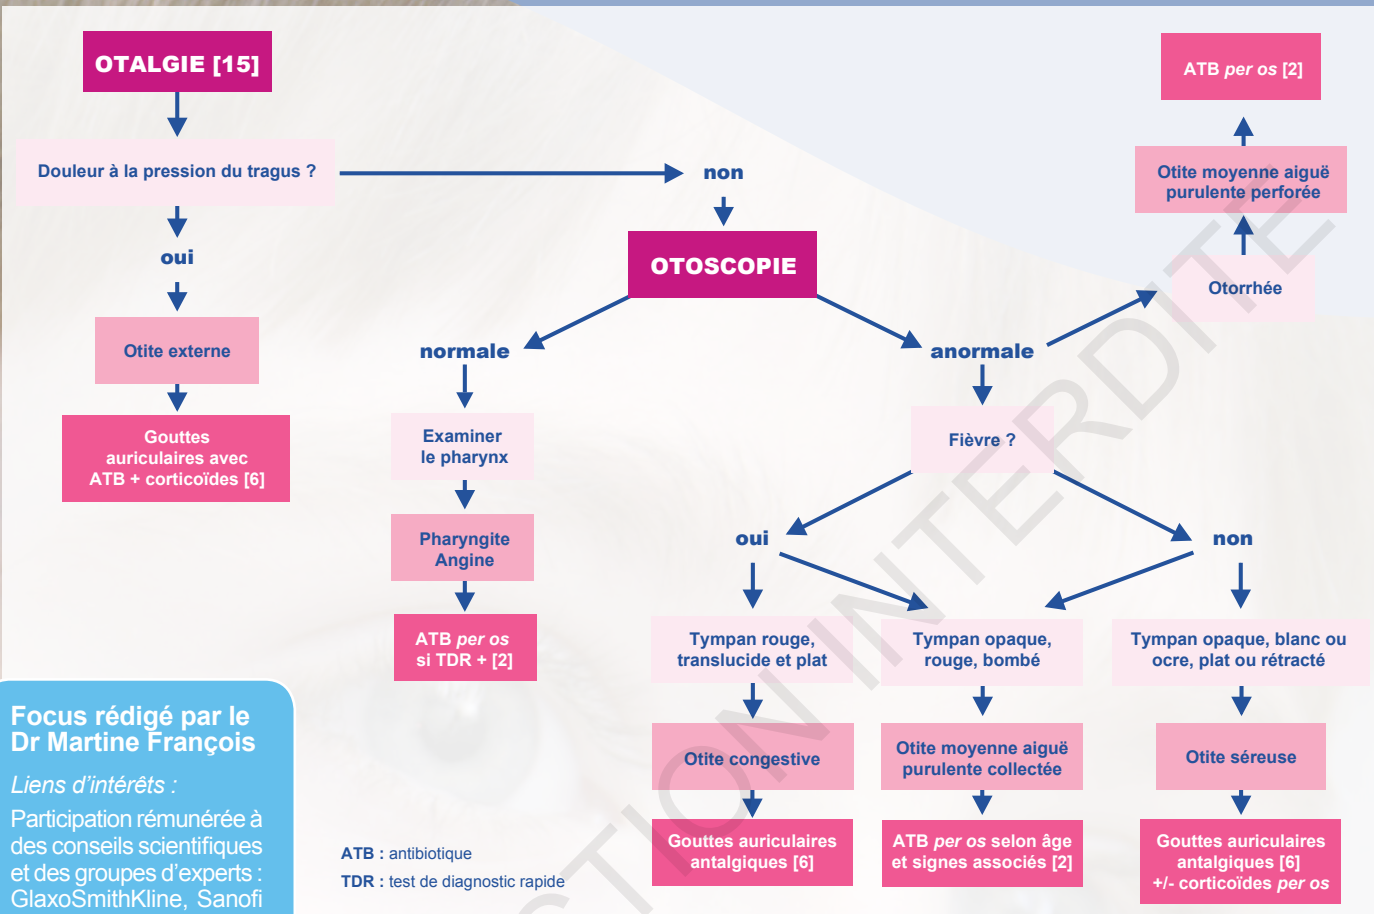 OTALGIE [15]
Douleur à la pression du tragus ?
oui
Otite externe
Gouttes
auriculaires avec
ATB + corticoïdes [6]
non
OTOSCOPIE
normale
Examiner
le pharynx
Pharyngite
Angine
ATB per os
si TDR + [2]
anormale
Otorrhée
Otite moyenne aiguë
purulente perforée
ATB per os [2]
Fièvre ?
oui
non
Tympan rouge,
translucide et plat
Otite congestive
Gouttes auriculaires
antalgiques [6]
Tympan opaque,
rouge, bombé
Otite moyenne aiguë
purulente collectée
ATB per os selon âge
et signes associés [2]
Tympan opaque, blanc ou
ocre, plat ou rétracté
Otite séreuse
Gouttes auriculaires
antalgiques [6]
+/- corticoïdes per os
Focus rédigé par le
Dr Martine François
Liens d'intérêts :
Participation rémunérée à
des conseils scientifiques
et des groupes d'experts :
GlaxoSmithKline, Sanofi
ATB : antibiotique
TDR : test de diagnostic rapide
STION INTERDITE